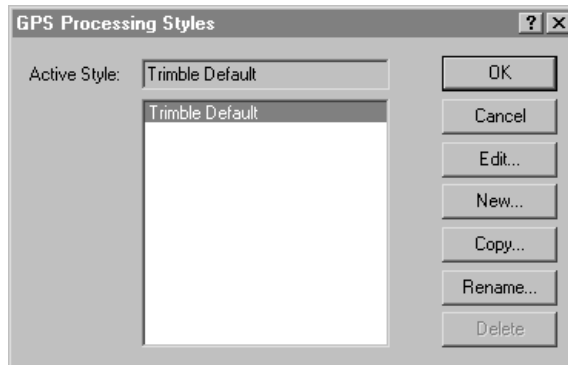 GPS Processing Styles
Active Style: Trimble Default
Trimble Default
OK
Cancel
Edit...
New...
Copy...
Rename...
Delete